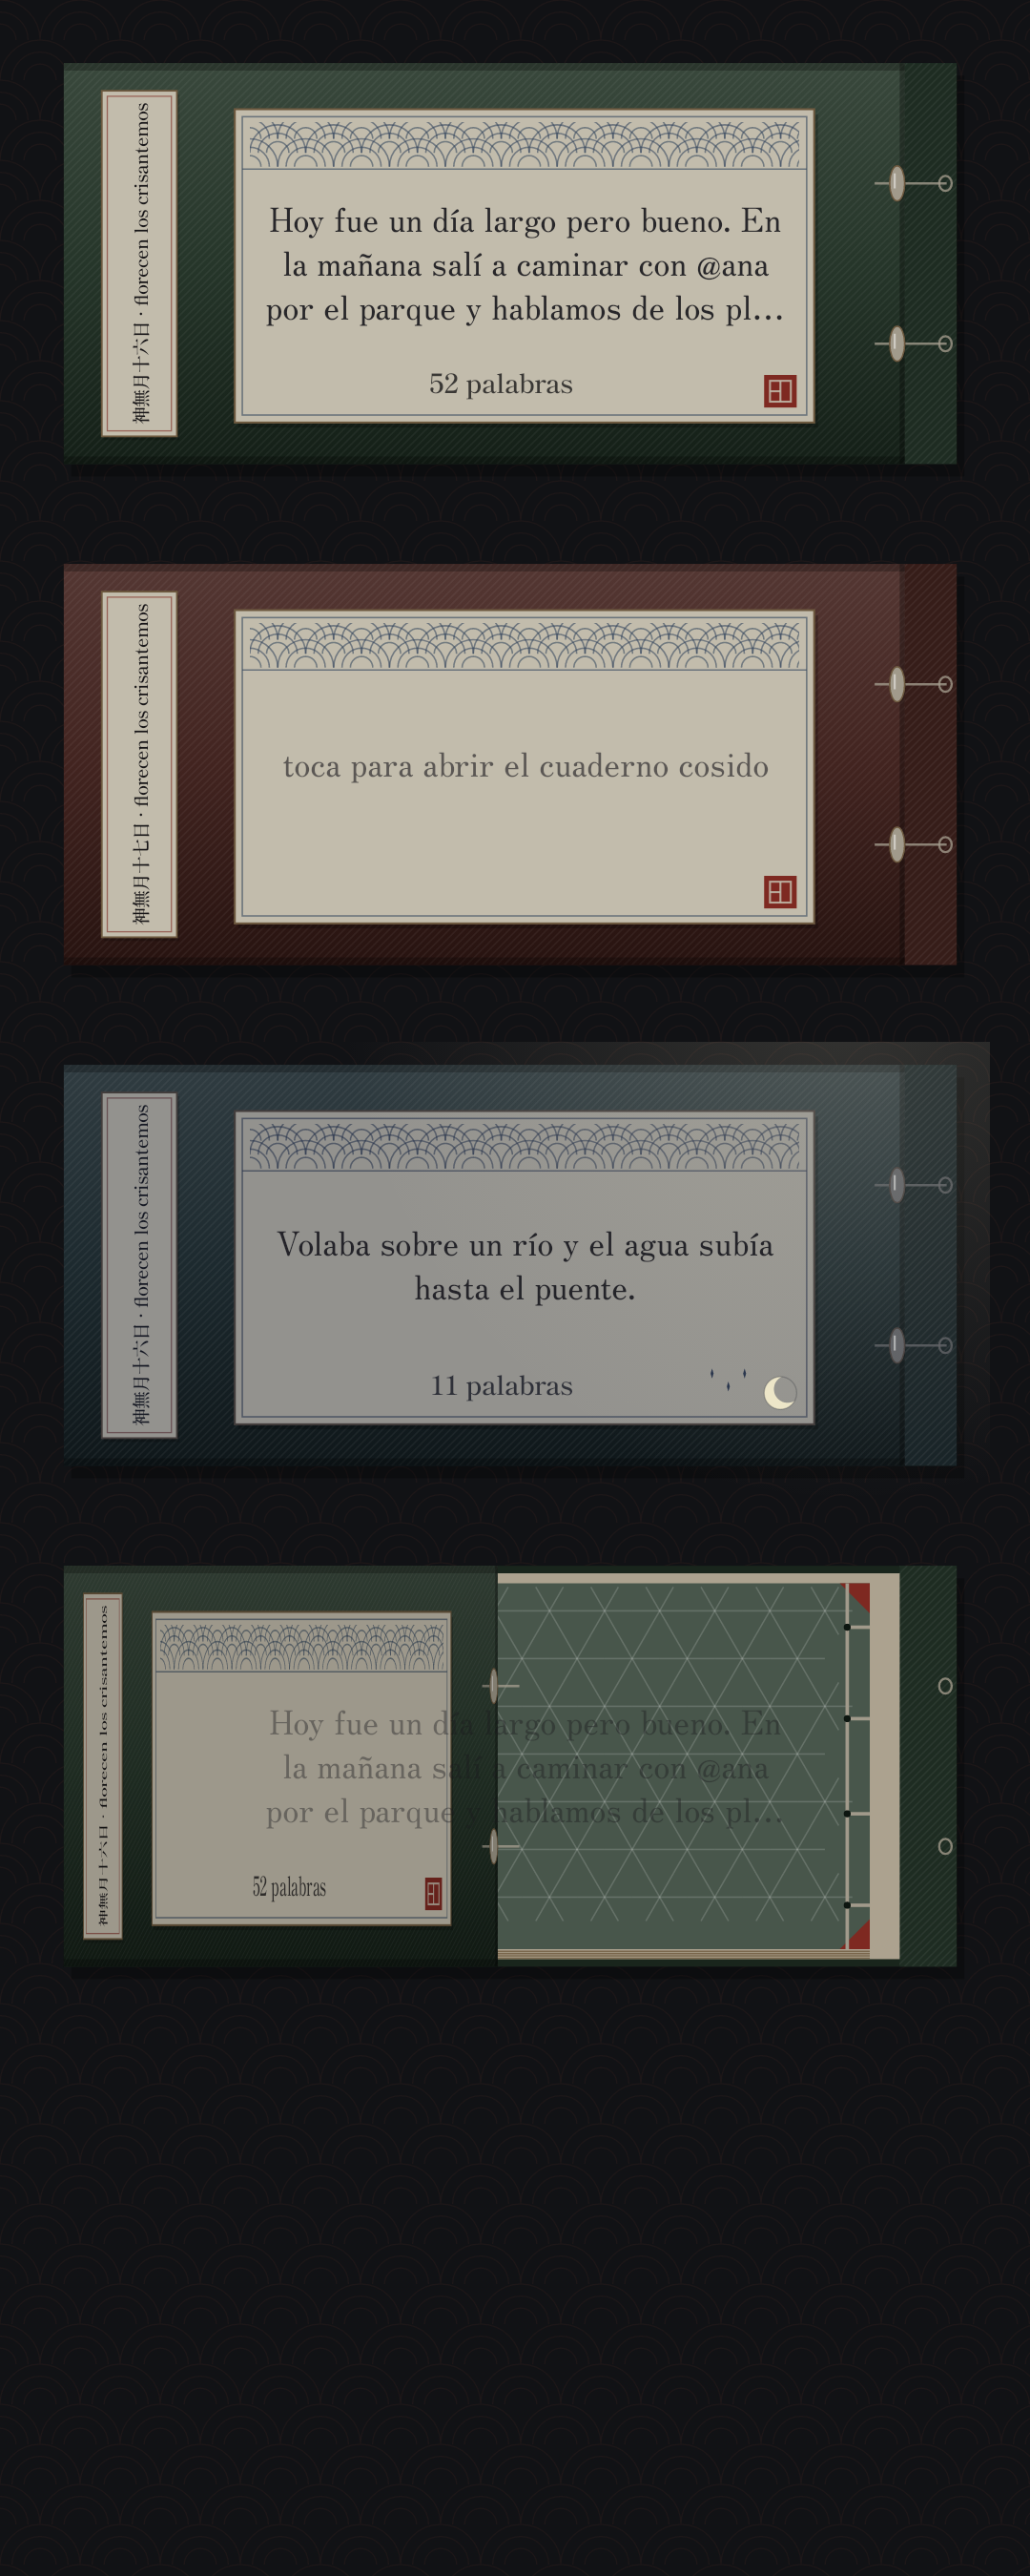 神無月十六日 · florecen los crisantemos
Hoy fue un día largo pero bueno. En
la mañana salí a caminar con @ana
por el parque y hablamos de los pl…
52 palabras
神無月十七日 · florecen los crisantemos
toca para abrir el cuaderno cosido
神無月十六日 · florecen los crisantemos
Volaba sobre un río y el agua subía
hasta el puente.
11 palabras
神無月十六日 · florecen los crisantemos
Hoy fue un día largo pero bueno. En
la mañana salí a caminar con @ana
por el parque y hablamos de los pl…
52 palabras